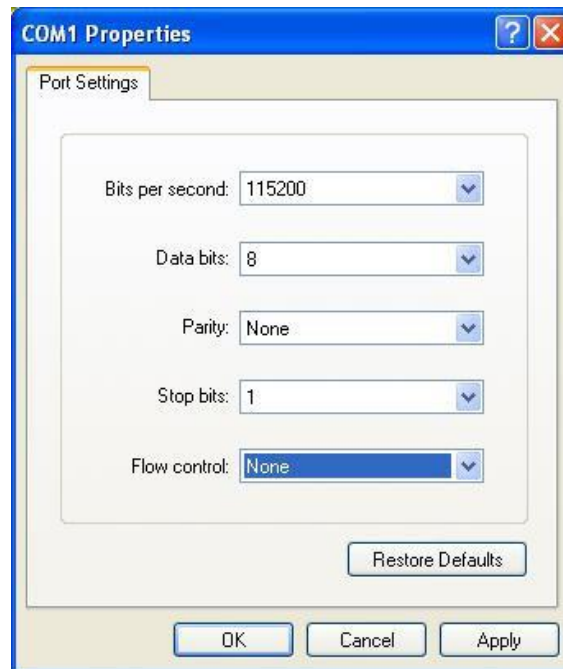 COM1 Properties
Port Settings
Bits per second: 115200
Data bits: 8
Parity: None
Stop bits: 1
Flow control: None
Restore Defaults
OK Cancel Apply